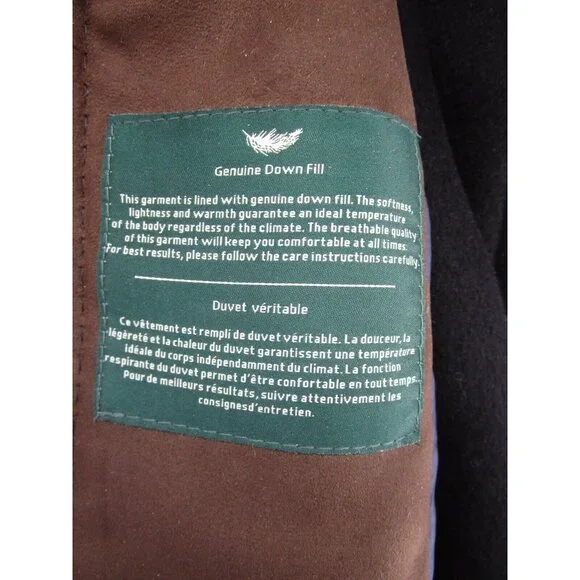 Genuine Down Fill
This garment is lined with genuine down fill. The softness,
lightness and warmth guarantee an ideal temperature
of the body regardless of the climate. The breathable quality
of this garment will keep you comfortable at all times.
For best results, please follow the care instructions carefully.
Duvet véritable
Ce vêtement est rempli de duvet véritable. La douceur, la
légèreté et la chaleur du duvet garantissent une température
idéale du corps indépendamment du climat. La fonction
respirante du duvet permet d'être confortable en tout temps.
Pour de meilleurs résultats, suivre attentivement les
consignes d'entretien.